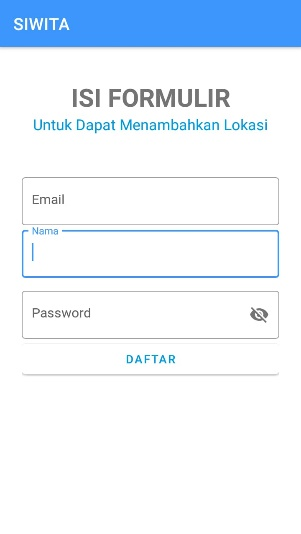 SIWITA
ISI FORMULIR
Untuk Dapat Menambahkan Lokasi
Email
Nama
Password
DAFTAR